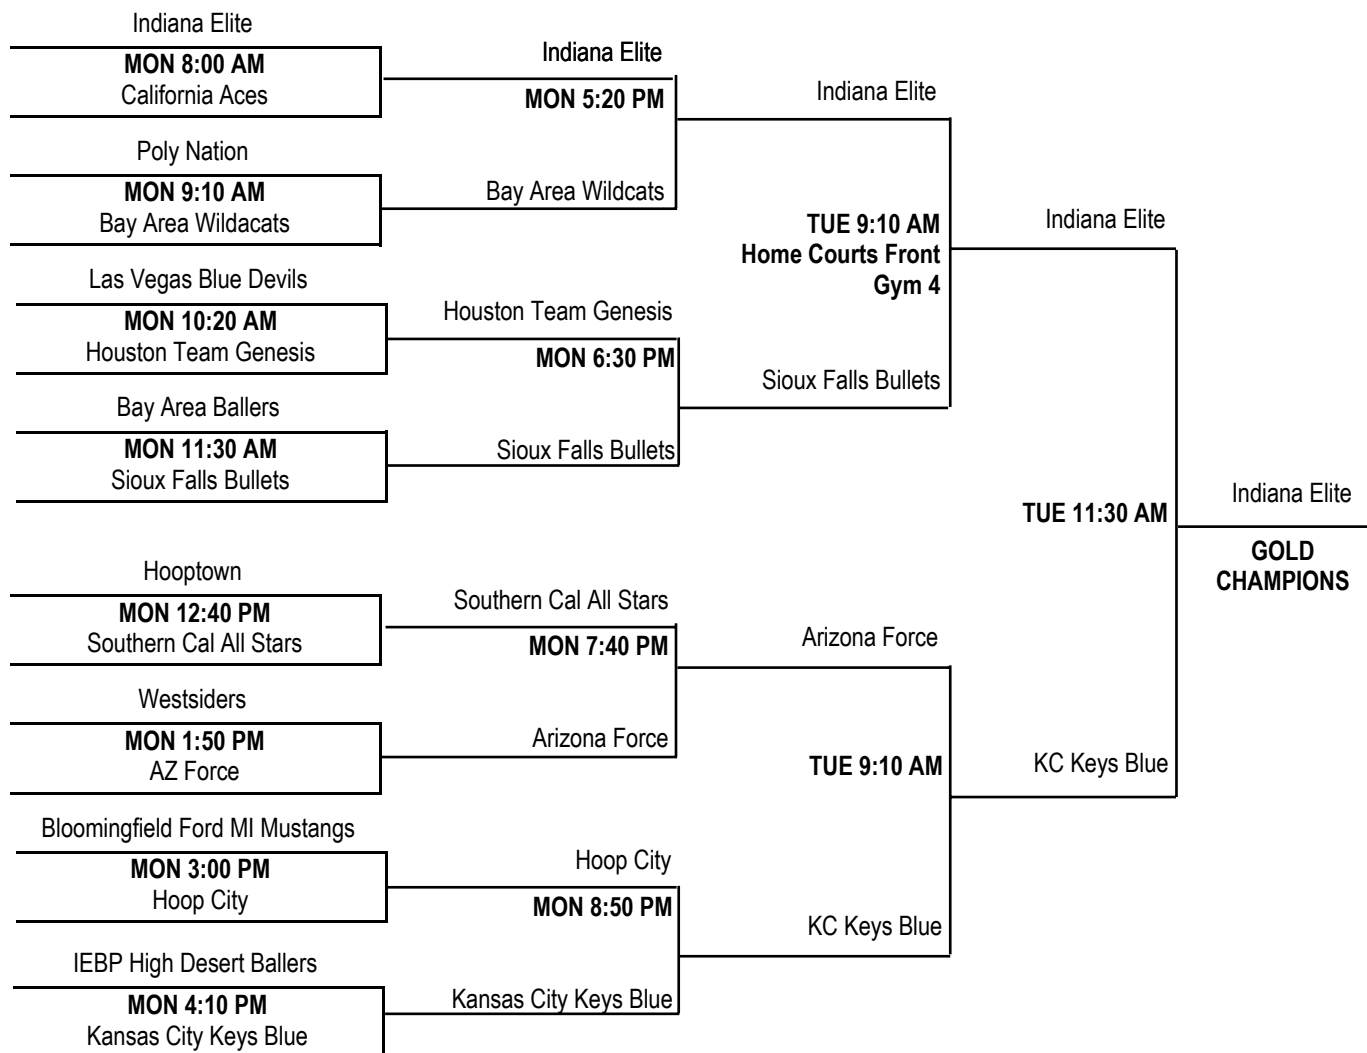 Indiana Elite
MON 8:00 AM
California Aces
Poly Nation
MON 9:10 AM
Bay Area Wildacats
Las Vegas Blue Devils
MON 10:20 AM
Houston Team Genesis
Bay Area Ballers
MON 11:30 AM
Sioux Falls Bullets
Hooptown
MON 12:40 PM
Southern Cal All Stars
Westsiders
MON 1:50 PM
AZ Force
Bloomingfield Ford MI Mustangs
MON 3:00 PM
Hoop City
IEBP High Desert Ballers
MON 4:10 PM
Kansas City Keys Blue
Indiana Elite
MON 5:20 PM
Bay Area Wildcats
Houston Team Genesis
MON 6:30 PM
Sioux Falls Bullets
Southern Cal All Stars
MON 7:40 PM
Arizona Force
Hoop City
MON 8:50 PM
Kansas City Keys Blue
Indiana Elite
TUE 9:10 AM
Home Courts Front
Gym 4
Sioux Falls Bullets
Arizona Force
TUE 9:10 AM
KC Keys Blue
Indiana Elite
TUE 11:30 AM
KC Keys Blue
Indiana Elite
GOLD
CHAMPIONS